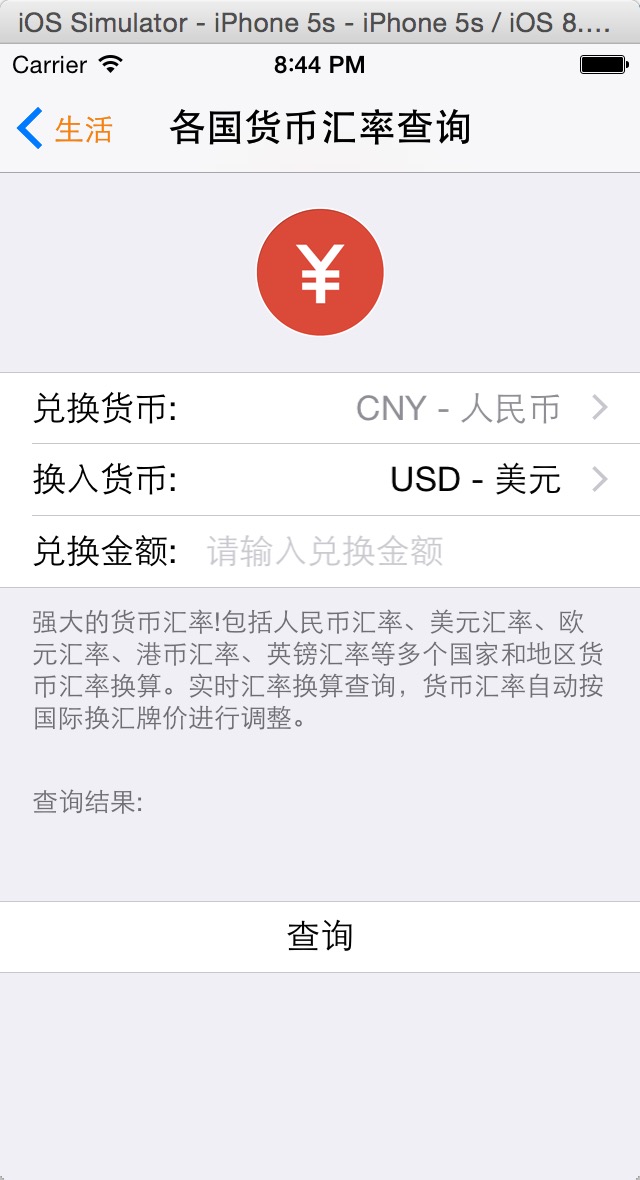 iOS Simulator - iPhone 5s - iPhone 5s / iOS 8....
Carrier 8:44 PM
生活 各国货币汇率查询
¥
兑换货币: CNY - 人民币
换入货币: USD - 美元
兑换金额: 请输入兑换金额
强大的货币汇率!包括人民币汇率、美元汇率、欧
元汇率、港币汇率、英镑汇率等多个国家和地区货
币汇率换算。实时汇率换算查询，货币汇率自动按
国际换汇牌价进行调整。
查询结果:
查询